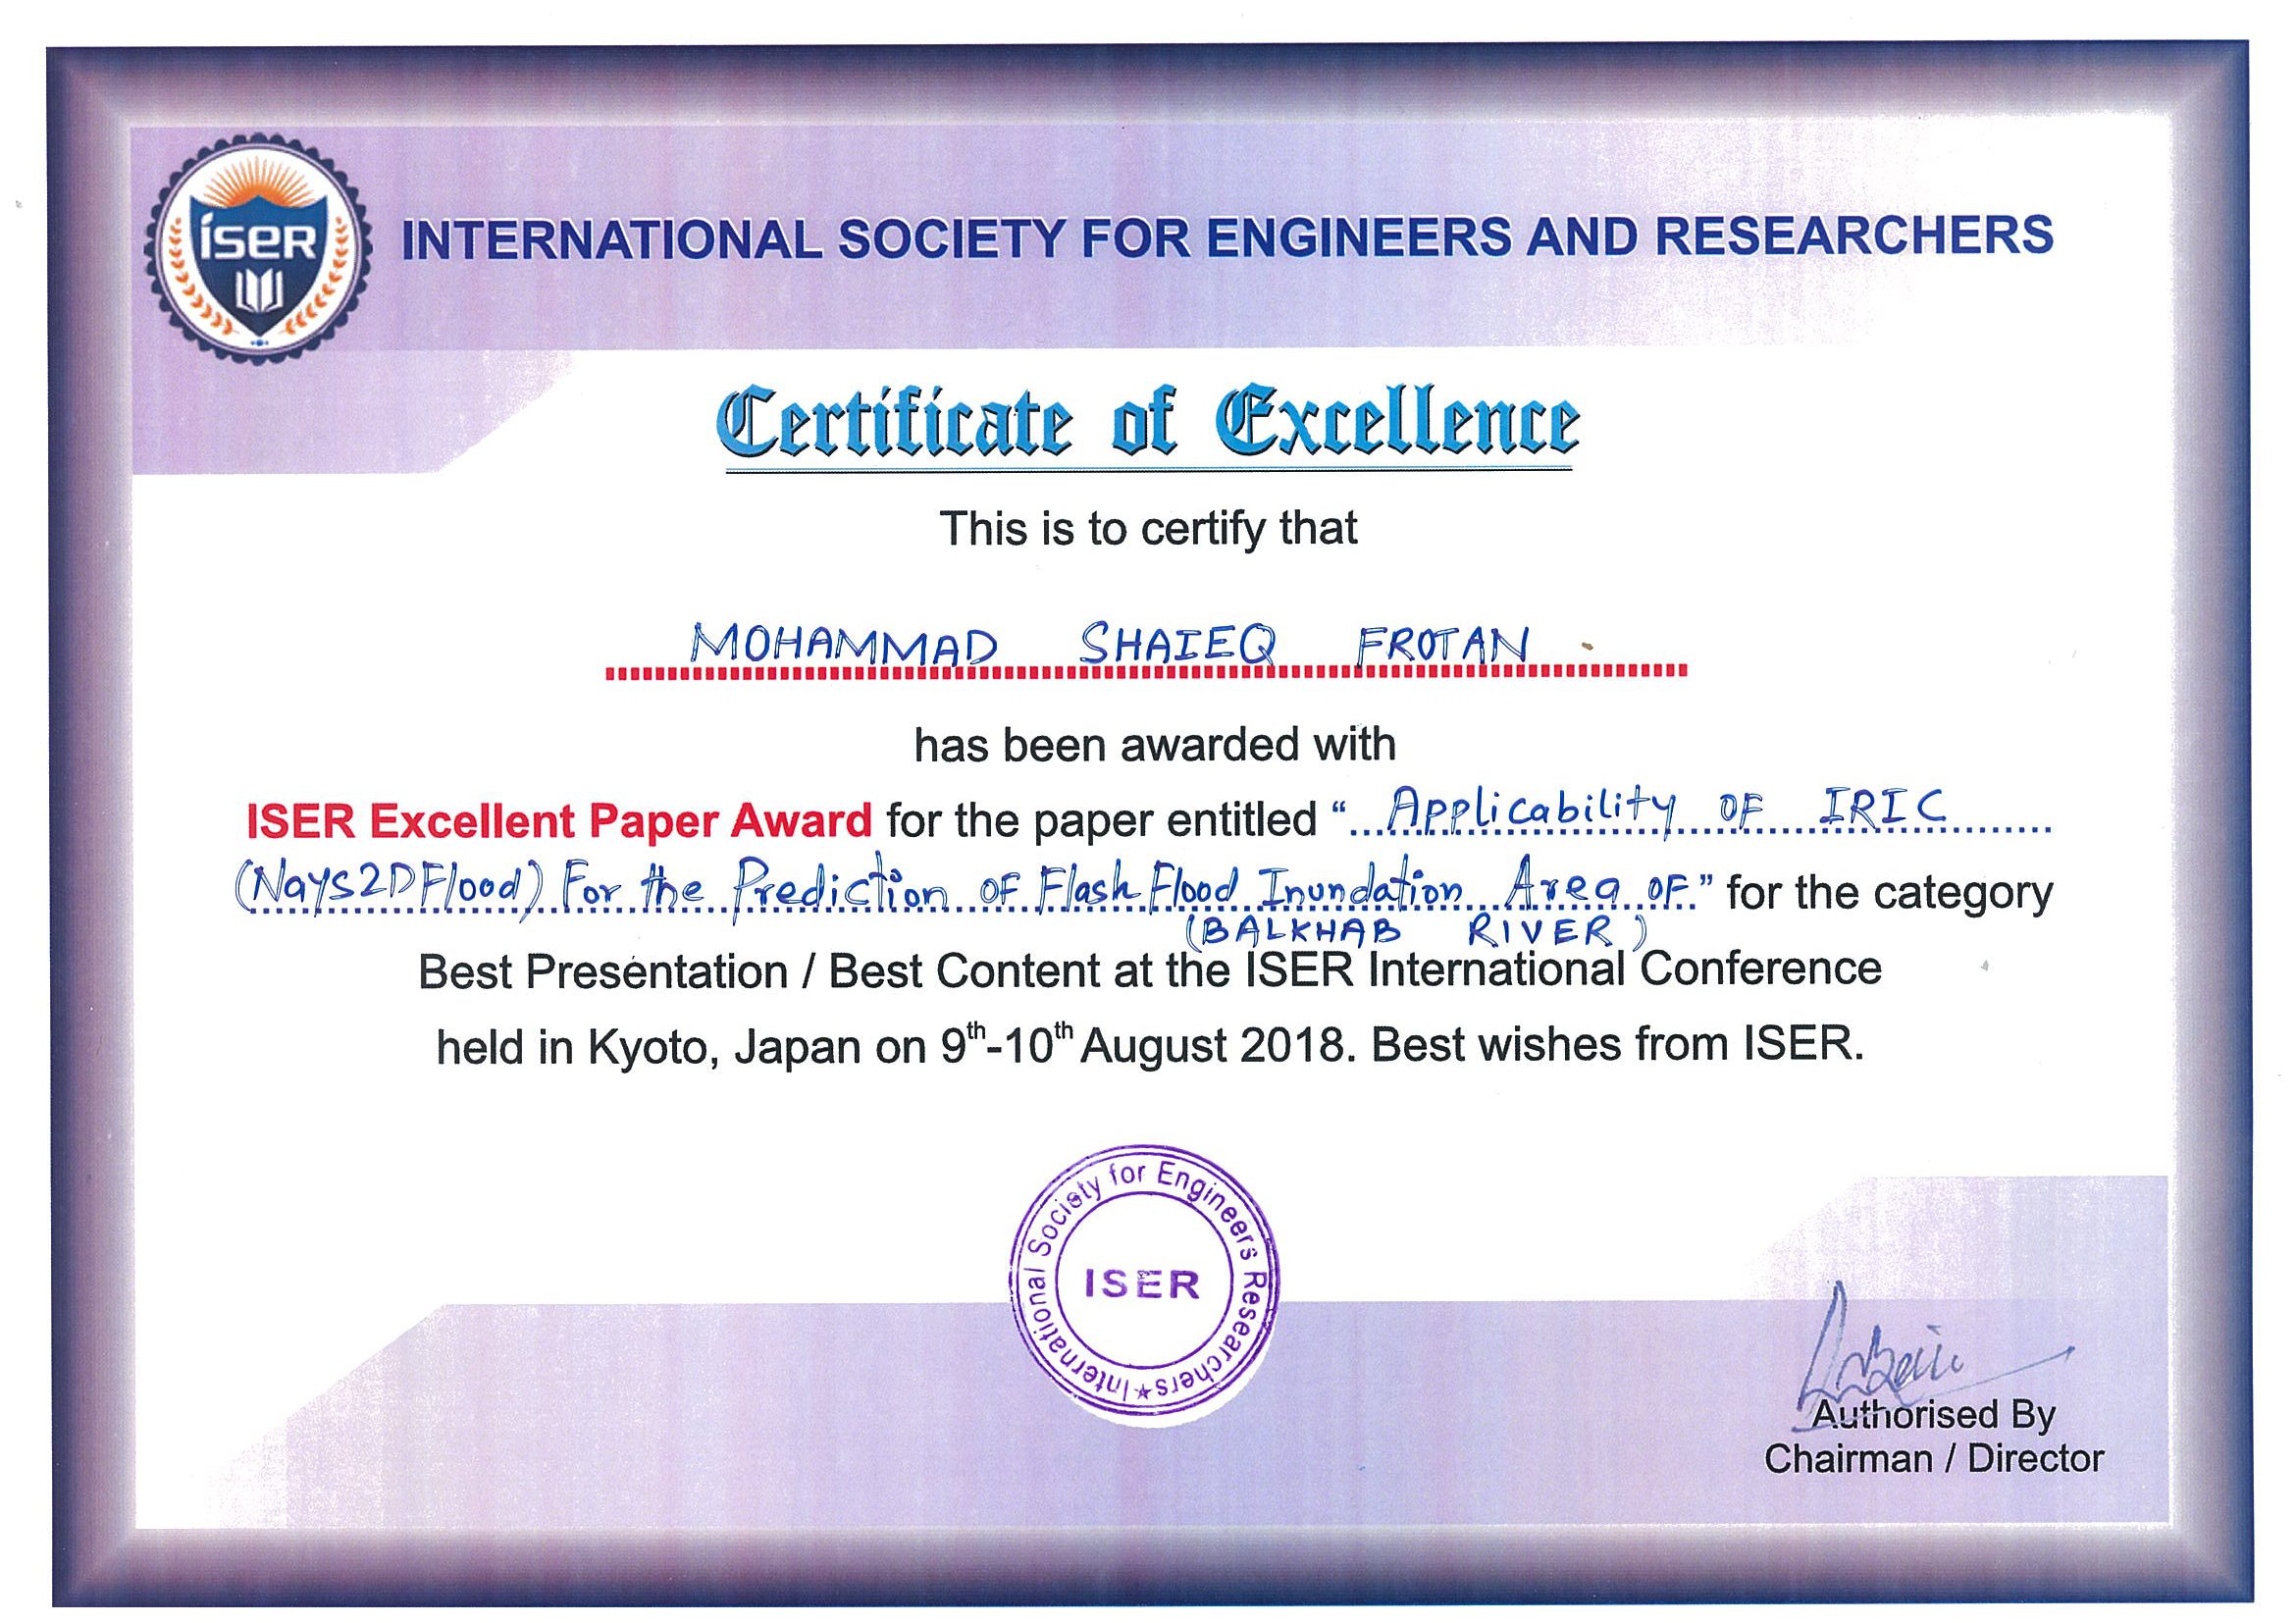 iSER
INTERNATIONAL SOCIETY FOR ENGINEERS AND RESEARCHERS
Certificate of Excellence
This is to certify that
MOHAMMAD SHAIEQ FROTAN
has been awarded with
ISER Excellent Paper Award for the paper entitled “ Applicability OF IRIC
(Nays2DFlood) For the Prediction OF Flash Flood Inundation Area OF ” for the category
(BALKHAB RIVER)
Best Presentation / Best Content at the ISER International Conference
held in Kyoto, Japan on 9th-10th August 2018. Best wishes from ISER.
International Society for Engineers Researchers
ISER
Authorised By
Chairman / Director